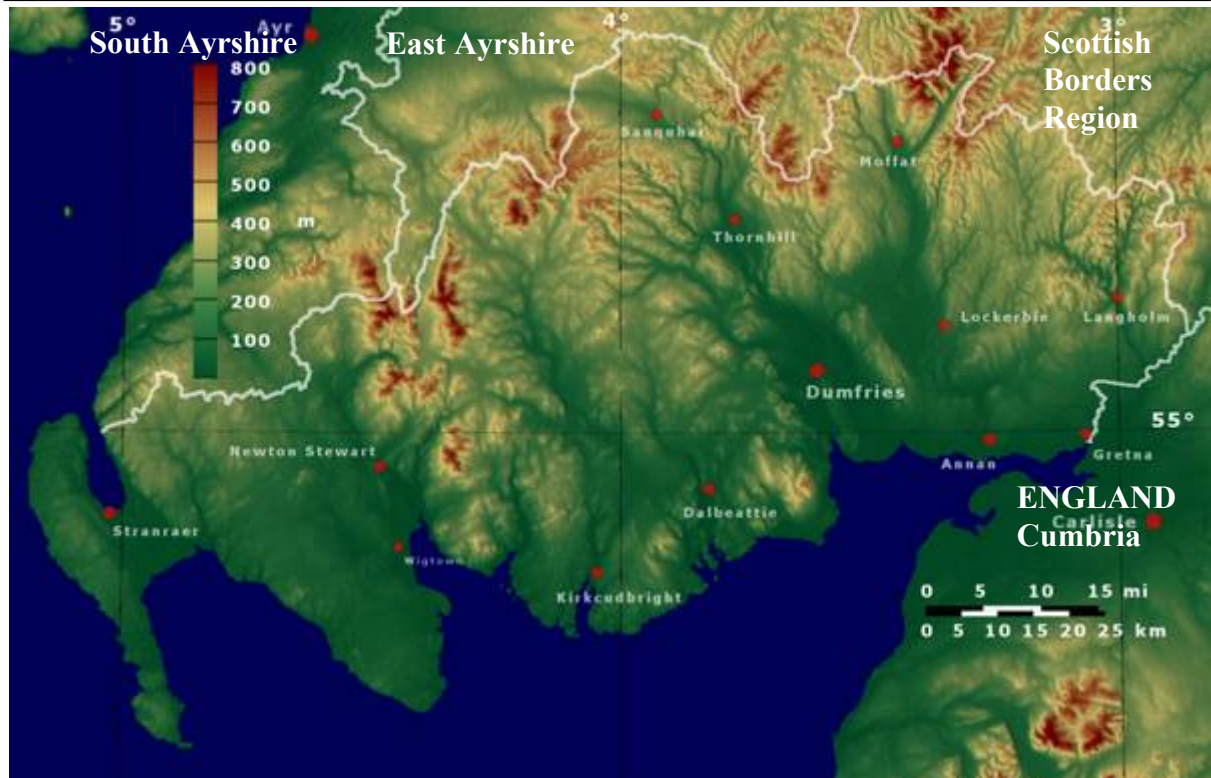 5°
4°
3°
Ayr
South Ayrshire
East Ayrshire
Scottish
Borders
Region
800
700
600
500
400
m
300
200
100
Sanquhar
Moffat
Thornhill
Lockerbie
Langholm
Dumfries
55°
Newton Stewart
Annan
Gretna
Stranraer
Dalbeattie
ENGLAND
Carlisle
Cumbria
Wigtown
Kirkcudbright
0 5 10 15 mi
0 5 10 15 20 25 km